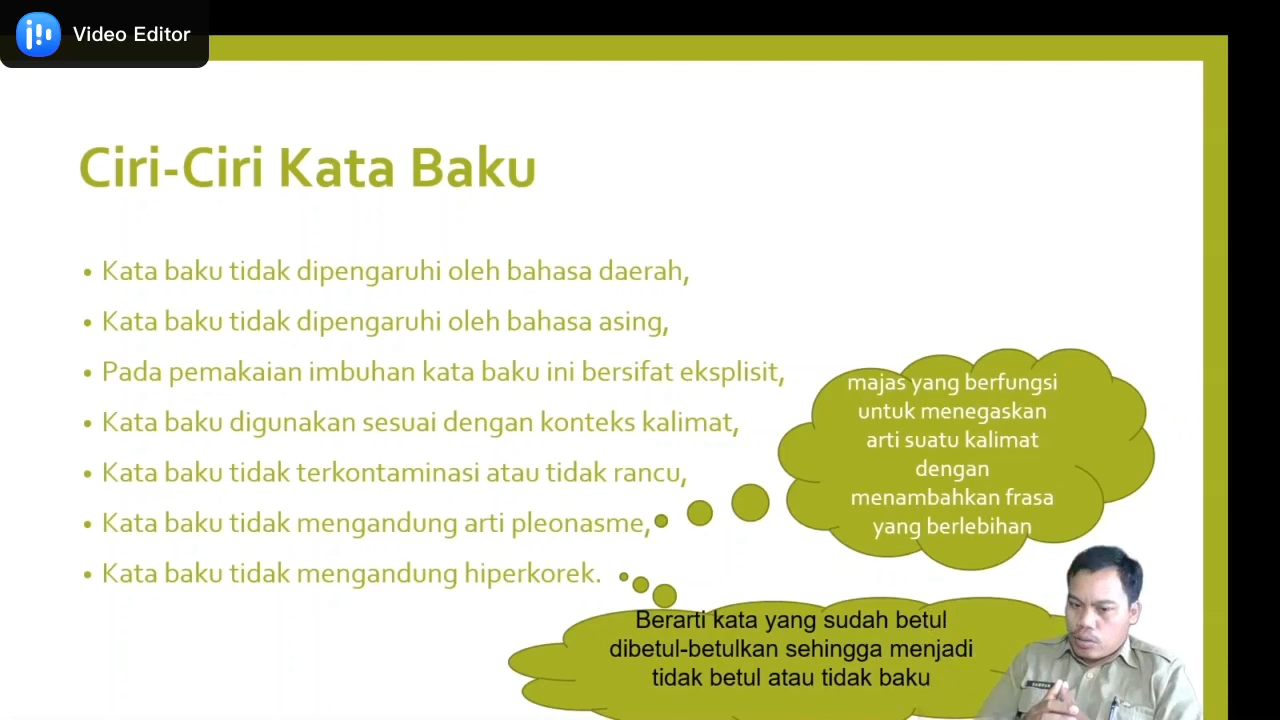 Video Editor
Ciri-Ciri Kata Baku
• Kata baku tidak dipengaruhi oleh bahasa daerah,
• Kata baku tidak dipengaruhi oleh bahasa asing,
• Pada pemakaian imbuhan kata baku ini bersifat eksplisit,
• Kata baku digunakan sesuai dengan konteks kalimat,
• Kata baku tidak terkontaminasi atau tidak rancu,
• Kata baku tidak mengandung arti pleonasme,
• Kata baku tidak mengandung hiperkorek.
majas yang berfungsi
untuk menegaskan
arti suatu kalimat
dengan
menambahkan frasa
yang berlebihan
Berarti kata yang sudah betul
dibetul-betulkan sehingga menjadi
tidak betul atau tidak baku